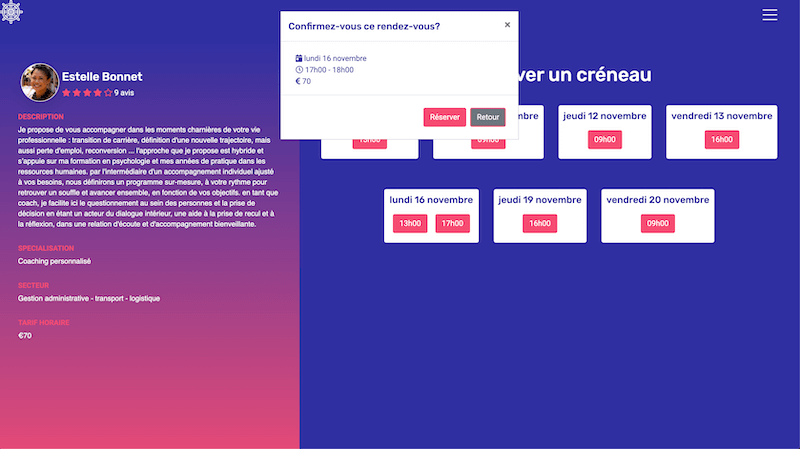 Confirmez-vous ce rendez-vous?
×
lundi 16 novembre
17h00 - 18h00
€ 70
Réserver
Retour
Estelle Bonnet
9 avis
DESCRIPTION
Je propose de vous accompagner dans les moments charnières de votre vie
professionnelle : transition de carrière, définition d'une nouvelle trajectoire, mais
aussi perte d'emploi, reconversion ... l'approche que je propose est hybride et
s'appuie sur ma formation en psychologie et mes années de pratique dans les
ressources humaines. par l'intermédiaire d'un accompagnement individuel ajusté
à vos besoins, nous définirons un programme sur-mesure, à votre rythme pour
retrouver un souffle et avancer ensemble, en fonction de vos objectifs. en tant que
coach, je facilite ici le questionnement au sein des personnes et la prise de
décision en étant un acteur du dialogue intérieur, une aide à la prise de recul et à
la réflexion, dans une relation d'écoute et d'accompagnement bienveillante.
SPECIALISATION
Coaching personnalisé
SECTEUR
Gestion administrative - transport - logistique
TARIF HORAIRE
€70
ver un créneau
mbre
jeudi 12 novembre
09h00
vendredi 13 novembre
16h00
lundi 16 novembre
13h00
17h00
jeudi 19 novembre
16h00
vendredi 20 novembre
09h00